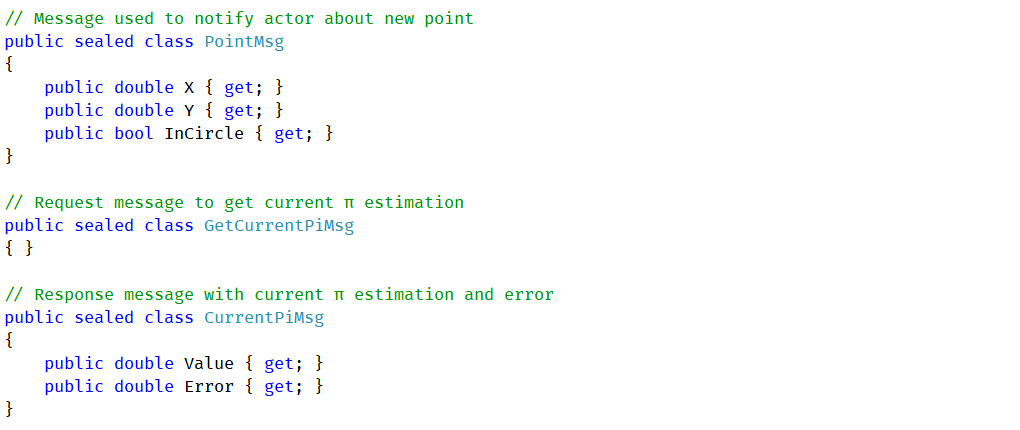 // Message used to notify actor about new point
public sealed class PointMsg
{
    public double X { get; }
    public double Y { get; }
    public bool InCircle { get; }
}

// Request message to get current π estimation
public sealed class GetCurrentPiMsg
{ }

// Response message with current π estimation and error
public sealed class CurrentPiMsg
{
    public double Value { get; }
    public double Error { get; }
}